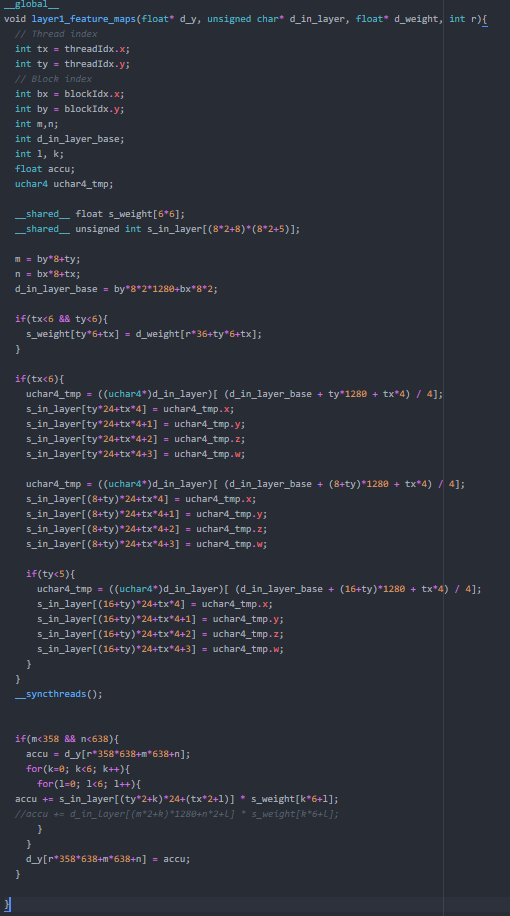 __global__
void layer1_feature_maps(float* d_y, unsigned char* d_in_layer, float* d_weight, int r){
// Thread index
int tx = threadIdx.x;
int ty = threadIdx.y;
// Block index
int bx = blockIdx.x;
int by = blockIdx.y;
int m,n;
int d_in_layer_base;
int l, k;
float accu;
uchar4 uchar4_tmp;
__shared__ float s_weight[6*6];
__shared__ unsigned int s_in_layer[(8*2+8)*(8*2+5)];
m = by*8+ty;
n = bx*8+tx;
d_in_layer_base = by*8*2*1280+bx*8*2;
if(tx<6 && ty<6){
s_weight[ty*6+tx] = d_weight[r*36+ty*6+tx];
}
if(tx<6){
uchar4_tmp = ((uchar4*)d_in_layer)[ (d_in_layer_base + ty*1280 + tx*4) / 4];
s_in_layer[ty*24+tx*4] = uchar4_tmp.x;
s_in_layer[ty*24+tx*4+1] = uchar4_tmp.y;
s_in_layer[ty*24+tx*4+2] = uchar4_tmp.z;
s_in_layer[ty*24+tx*4+3] = uchar4_tmp.w;
uchar4_tmp = ((uchar4*)d_in_layer)[ (d_in_layer_base + (8+ty)*1280 + tx*4) / 4];
s_in_layer[(8+ty)*24+tx*4] = uchar4_tmp.x;
s_in_layer[(8+ty)*24+tx*4+1] = uchar4_tmp.y;
s_in_layer[(8+ty)*24+tx*4+2] = uchar4_tmp.z;
s_in_layer[(8+ty)*24+tx*4+3] = uchar4_tmp.w;
if(ty<5){
uchar4_tmp = ((uchar4*)d_in_layer)[ (d_in_layer_base + (16+ty)*1280 + tx*4) / 4];
s_in_layer[(16+ty)*24+tx*4] = uchar4_tmp.x;
s_in_layer[(16+ty)*24+tx*4+1] = uchar4_tmp.y;
s_in_layer[(16+ty)*24+tx*4+2] = uchar4_tmp.z;
s_in_layer[(16+ty)*24+tx*4+3] = uchar4_tmp.w;
}
}
__syncthreads();
if(m<358 && n<638){
accu = d_y[r*358*638+m*638+n];
for(k=0; k<6; k++){
for(l=0; l<6; l++){
accu += s_in_layer[(ty*2+k)*24+(tx*2+l)] * s_weight[k*6+l];
//accu += d_in_layer[(m*2+k)*1280+n*2+l] * s_weight[k*6+l];
}
}
d_y[r*358*638+m*638+n] = accu;
}
}